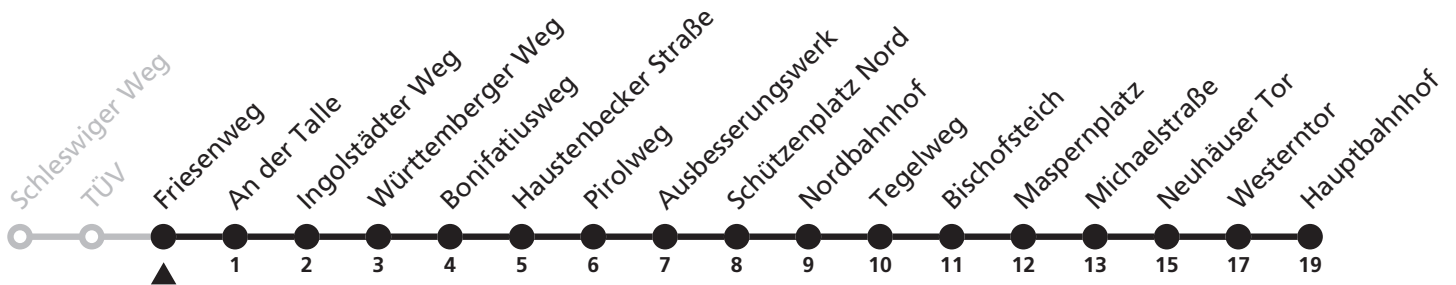 Schleswiger Weg
TÜV
Friesenweg
An der Talle
Ingolstädter Weg
Württemberger Weg
Bonifatiusweg
Haustenbecker Straße
Pirolweg
Ausbesserungswerk
Schützenplatz Nord
Nordbahnhof
Tegelweg
Bischofsteich
Maspernplatz
Michaelstraße
Neuhäuser Tor
Westerntor
Hauptbahnhof
1 2 3 4 5 6 7 8 9 10 11 12 13 15 17 19